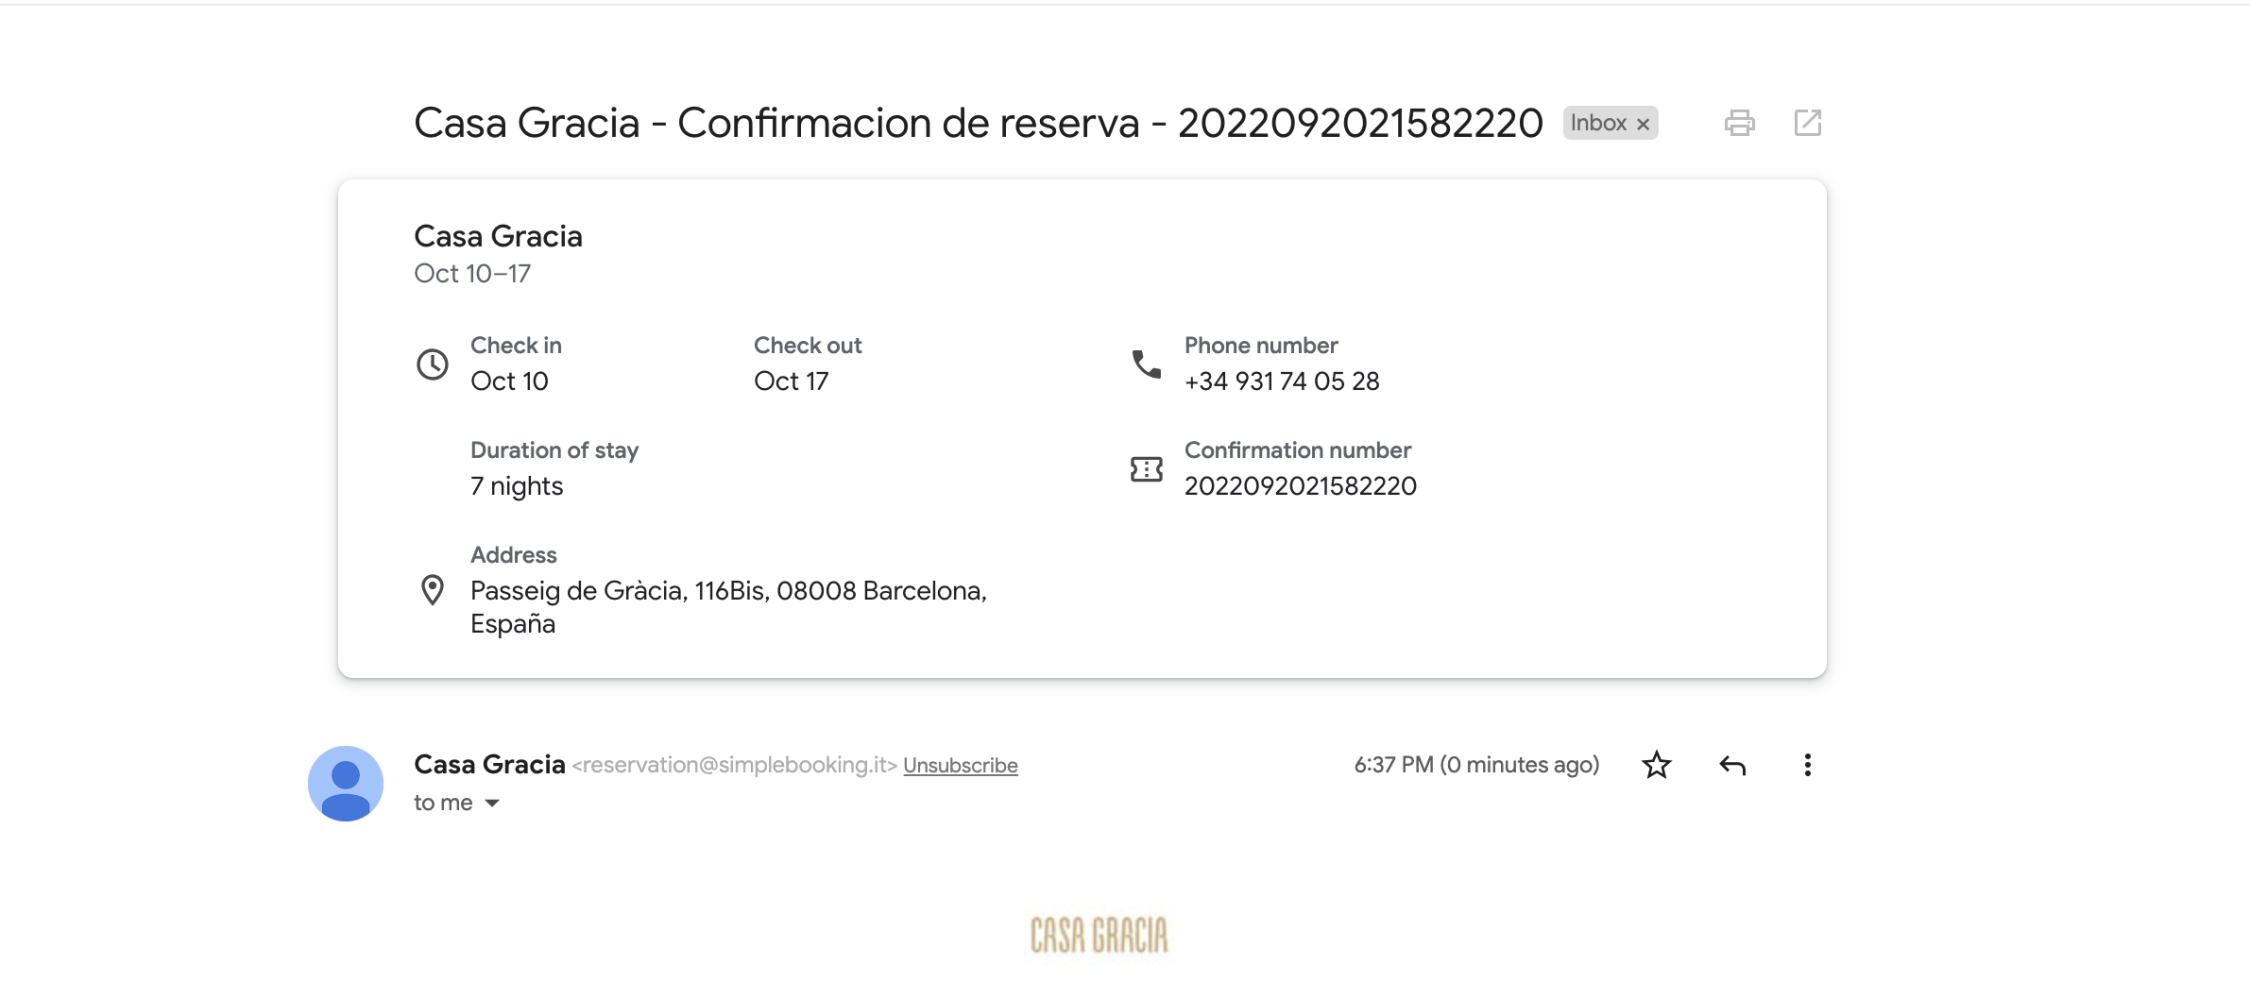 Casa Gracia - Confirmacion de reserva - 2022092021582220 Inbox ×
Casa Gracia
Oct 10–17
Check in
Oct 10
Check out
Oct 17
Phone number
+34 931 74 05 28
Duration of stay
7 nights
Confirmation number
2022092021582220
Address
Passeig de Gràcia, 116Bis, 08008 Barcelona,
España
Casa Gracia <reservation@simplebooking.it> Unsubscribe 6:37 PM (0 minutes ago)
to me
CASA GRACIA